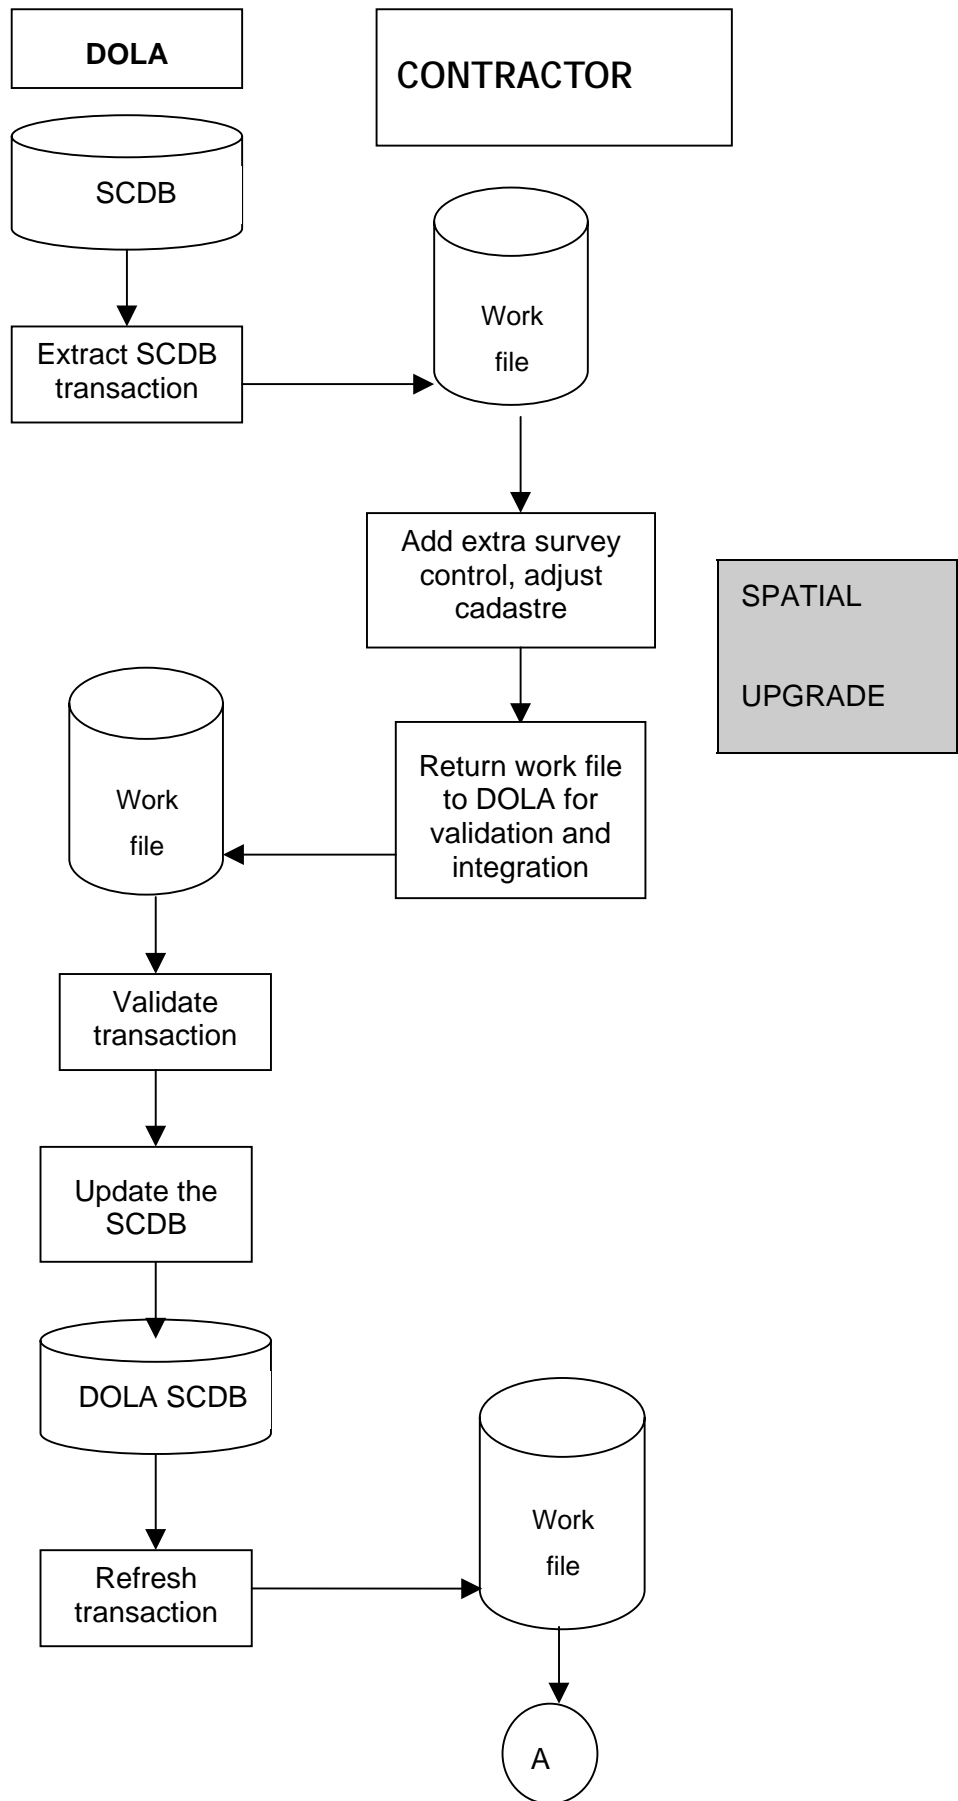 DOLA
CONTRACTOR
SCDB
Work
file
Extract SCDB
transaction
Add extra survey
control, adjust
cadastre
SPATIAL
UPGRADE
Return work file
to DOLA for
validation and
integration
Work
file
Validate
transaction
Update the
SCDB
DOLA SCDB
Work
file
Refresh
transaction
A